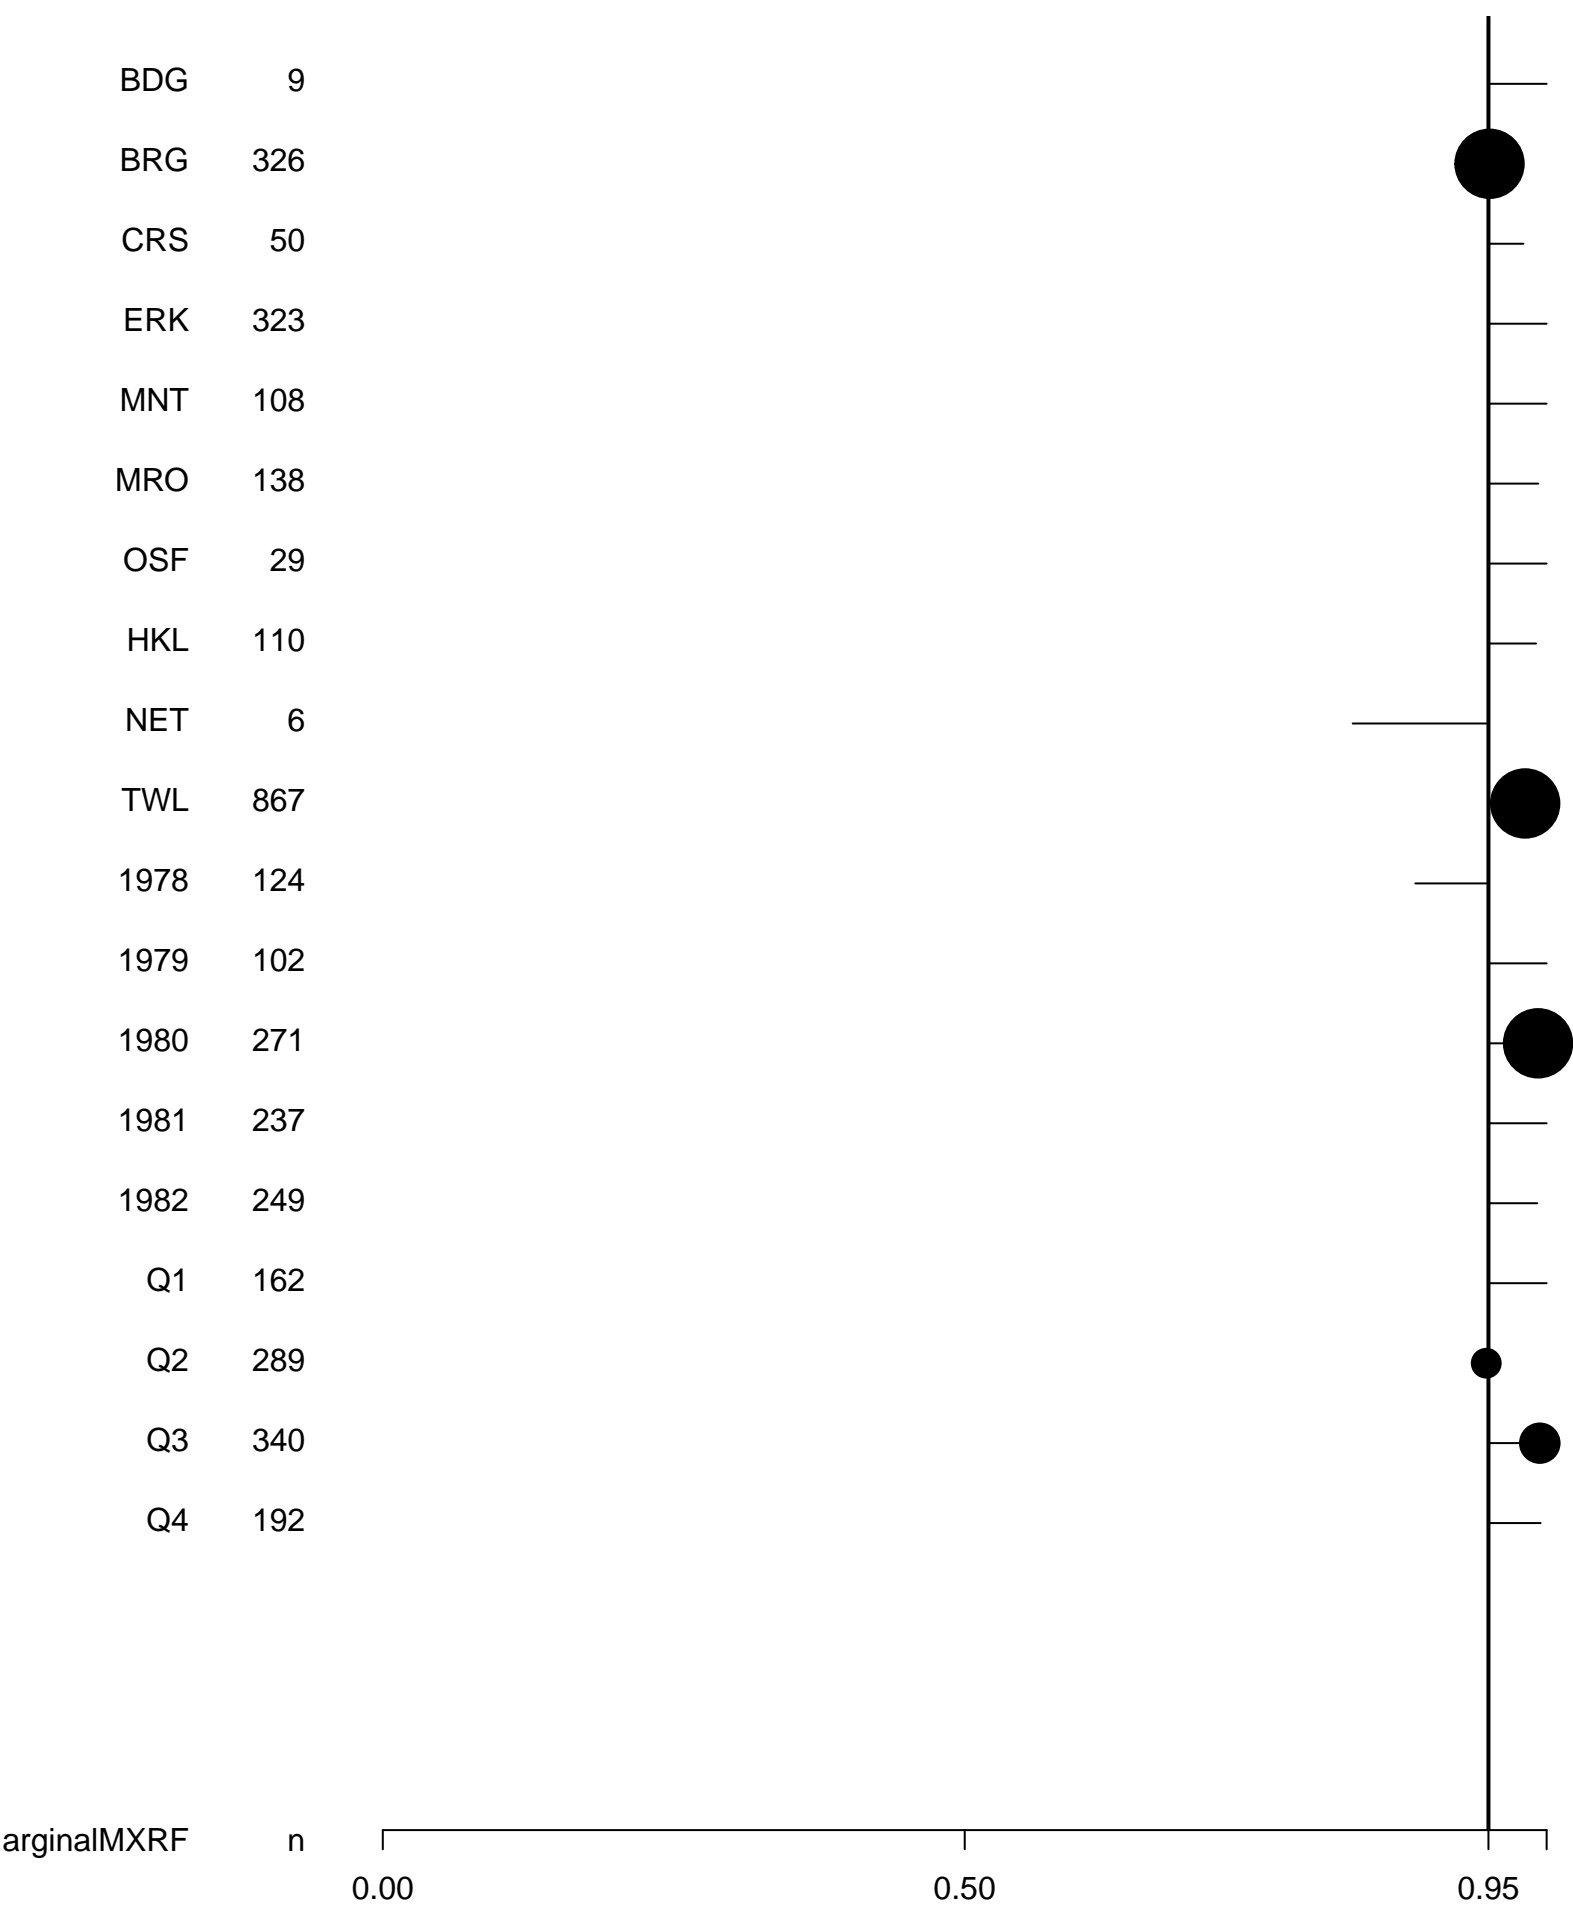 BDG 9
BRG 326
CRS 50
ERK 323
MNT 108
MRO 138
OSF 29
HKL 110
NET 6
TWL 867
1978 124
1979 102
1980 271
1981 237
1982 249
Q1 162
Q2 289
Q3 340
Q4 192
arginalMXRF n
0.00 0.50 0.95